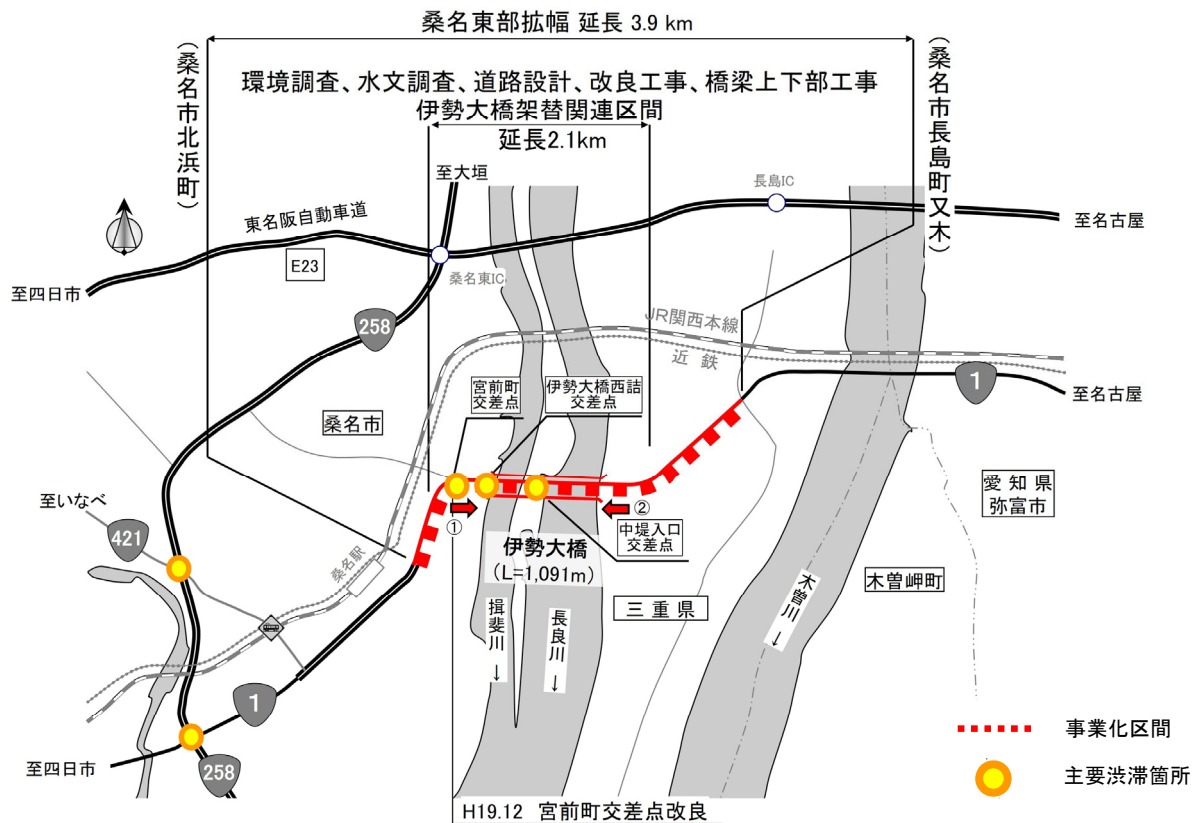 桑名東部拡幅 延長 3.9 km
(桑名市北浜町)
(桑名市長島町又木)
環境調査、水文調査、道路設計、改良工事、橋梁上下部工事
伊勢大橋架替関連区間
延長2.1km
至大垣
長島IC
東名阪自動車道
至名古屋
E23
桑名東IC
至四日市
258
JR関西本線
近鉄
1
至名古屋
宮前町
交差点
伊勢大橋西詰
交差点
桑名市
愛知県
弥富市
至いなべ
421
①
②
中堤入口
交差点
伊勢大橋
(L=1,091m)
桑名駅
木曽岬町
三重県
揖斐川→
長良川→
木曽川→
1
至四日市
258
事業化区間
主要渋滞箇所
H19.12 宮前町交差点改良